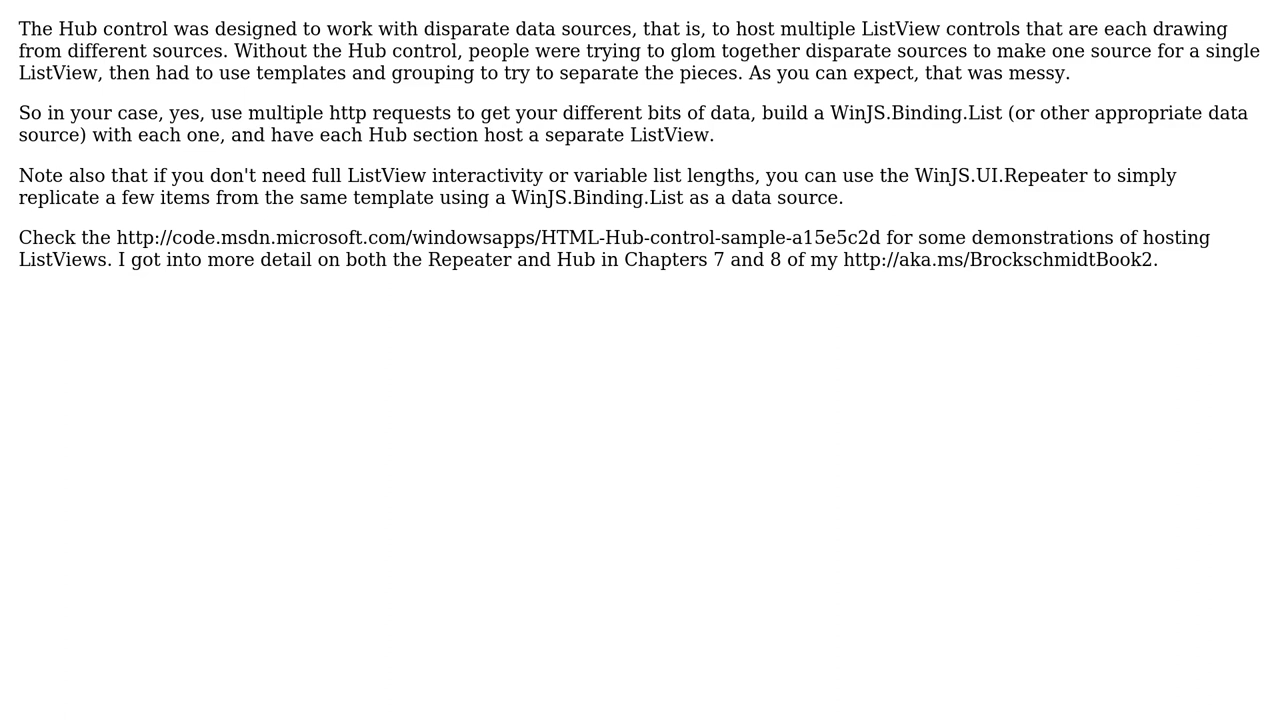 The Hub control was designed to work with disparate data sources, that is, to host multiple ListView controls that are each drawing
from different sources. Without the Hub control, people were trying to glom together disparate sources to make one source for a single
ListView, then had to use templates and grouping to try to separate the pieces. As you can expect, that was messy.
So in your case, yes, use multiple http requests to get your different bits of data, build a WinJS.Binding.List (or other appropriate data
source) with each one, and have each Hub section host a separate ListView.
Note also that if you don't need full ListView interactivity or variable list lengths, you can use the WinJS.UI.Repeater to simply
replicate a few items from the same template using a WinJS.Binding.List as a data source.
Check the http://code.msdn.microsoft.com/windowsapps/HTML-Hub-control-sample-a15e5c2d for some demonstrations of hosting
ListViews. I got into more detail on both the Repeater and Hub in Chapters 7 and 8 of my http://aka.ms/BrockschmidtBook2.